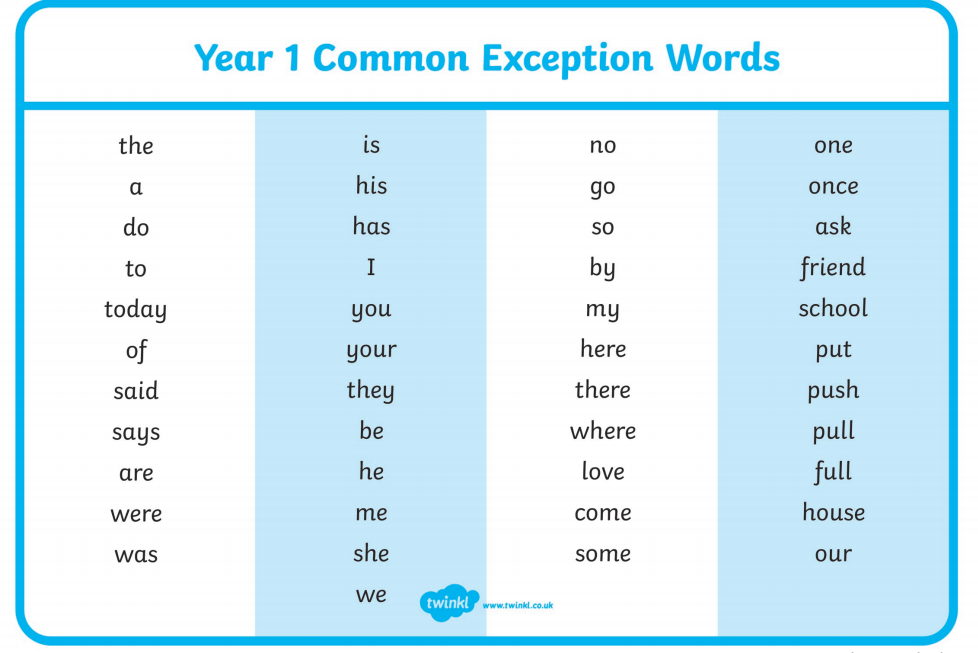 Year 1 Common Exception Words
the
a
do
to
today
of
said
says
are
were
was
is
his
has
I
you
your
they
be
he
me
she
we
no
go
so
by
my
here
there
where
love
come
some
one
once
ask
friend
school
put
push
pull
full
house
our
twinkl www.twinkl.co.uk